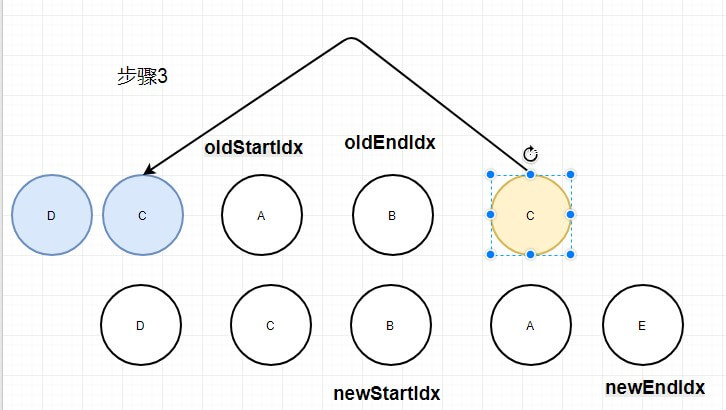 步骤3
oldStartIdx
oldEndIdx
D
C
A
B
C
D
C
B
A
E
newStartIdx
newEndIdx